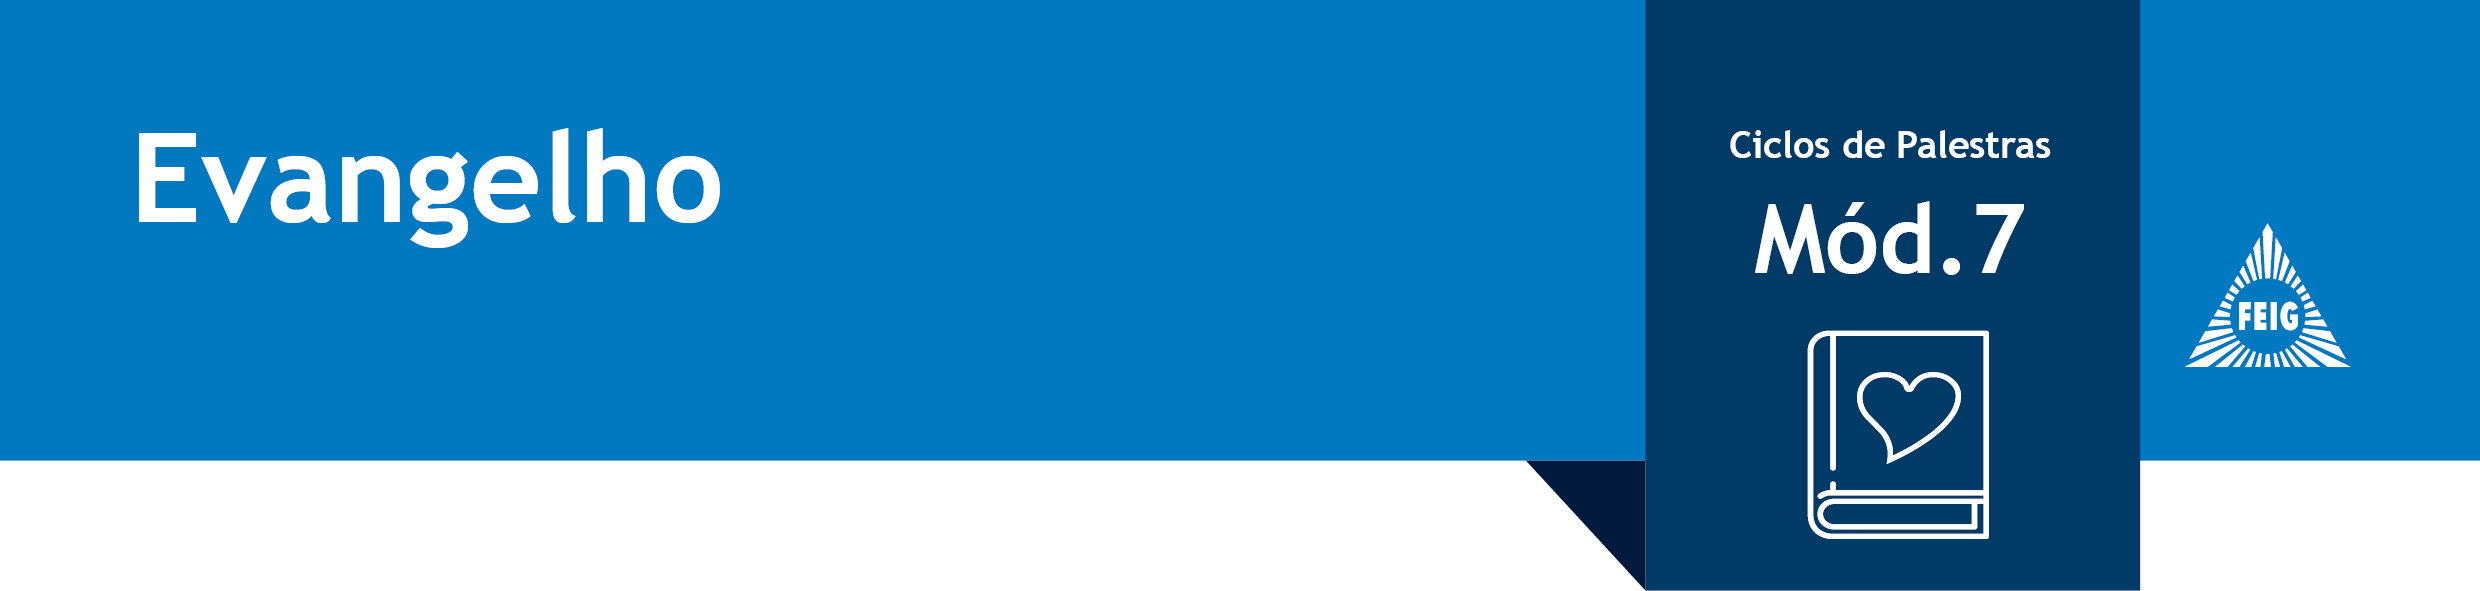 Evangelho
Ciclos de Palestras
Mód.7
FEIG